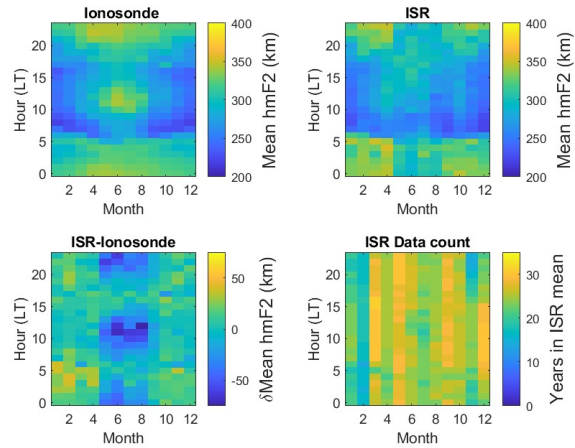 Ionosonde
Hour (LT)
20
15
10
5
0
2 4 6 8 10 12
Month
400
350
300
250
200
Mean hmF2 (km)
ISR
Hour (LT)
20
15
10
5
0
2 4 6 8 10 12
Month
400
350
300
250
200
Mean hmF2 (km)
ISR-Ionosonde
Hour (LT)
20
15
10
5
0
2 4 6 8 10 12
Month
50
0
-50
δMean hmF2 (km)
ISR Data count
Hour (LT)
20
15
10
5
0
2 4 6 8 10 12
Month
30
20
10
0
Years in ISR mean